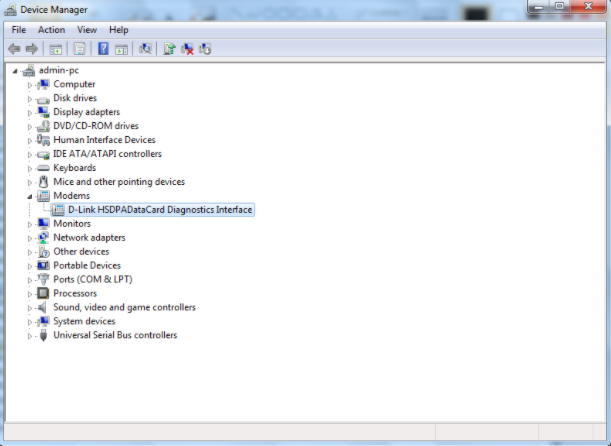 Device Manager
File Action View Help
admin-pc
Computer
Disk drives
Display adapters
DVD/CD-ROM drives
Human Interface Devices
IDE ATA/ATAPI controllers
Keyboards
Mice and other pointing devices
Modems
D-Link HSDPADataCard Diagnostics Interface
Monitors
Network adapters
Other devices
Portable Devices
Ports (COM & LPT)
Processors
Sound, video and game controllers
System devices
Universal Serial Bus controllers